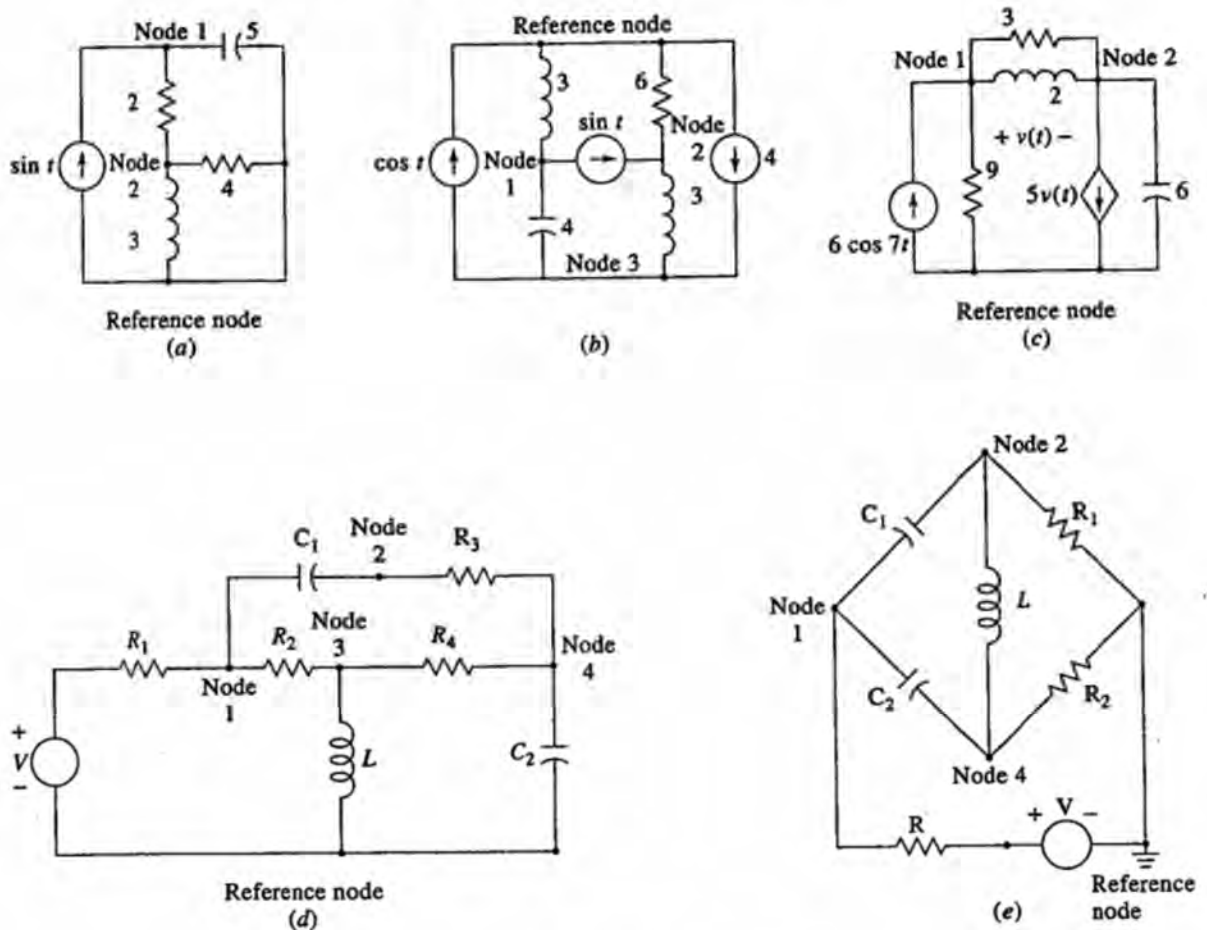 Node 1
5
2
sin t
Node
2
4
3
Reference node
(a)
Reference node
3
6
sin t
Node
2
cos t
Node
1
4
3
4
Node 3
(b)
3
Node 1
Node 2
2
+ v(t) −
9
5v(t)
6
6 cos 7t
Reference node
(c)
C₁
Node
2
R₃
R₁
R₂
Node
3
R₄
Node
4
Node
1
+
V
−
L
C₂
Reference node
(d)
Node 2
C₁
R₁
Node
1
L
C₂
R₂
Node 4
R
+ V −
Reference
node
(e)